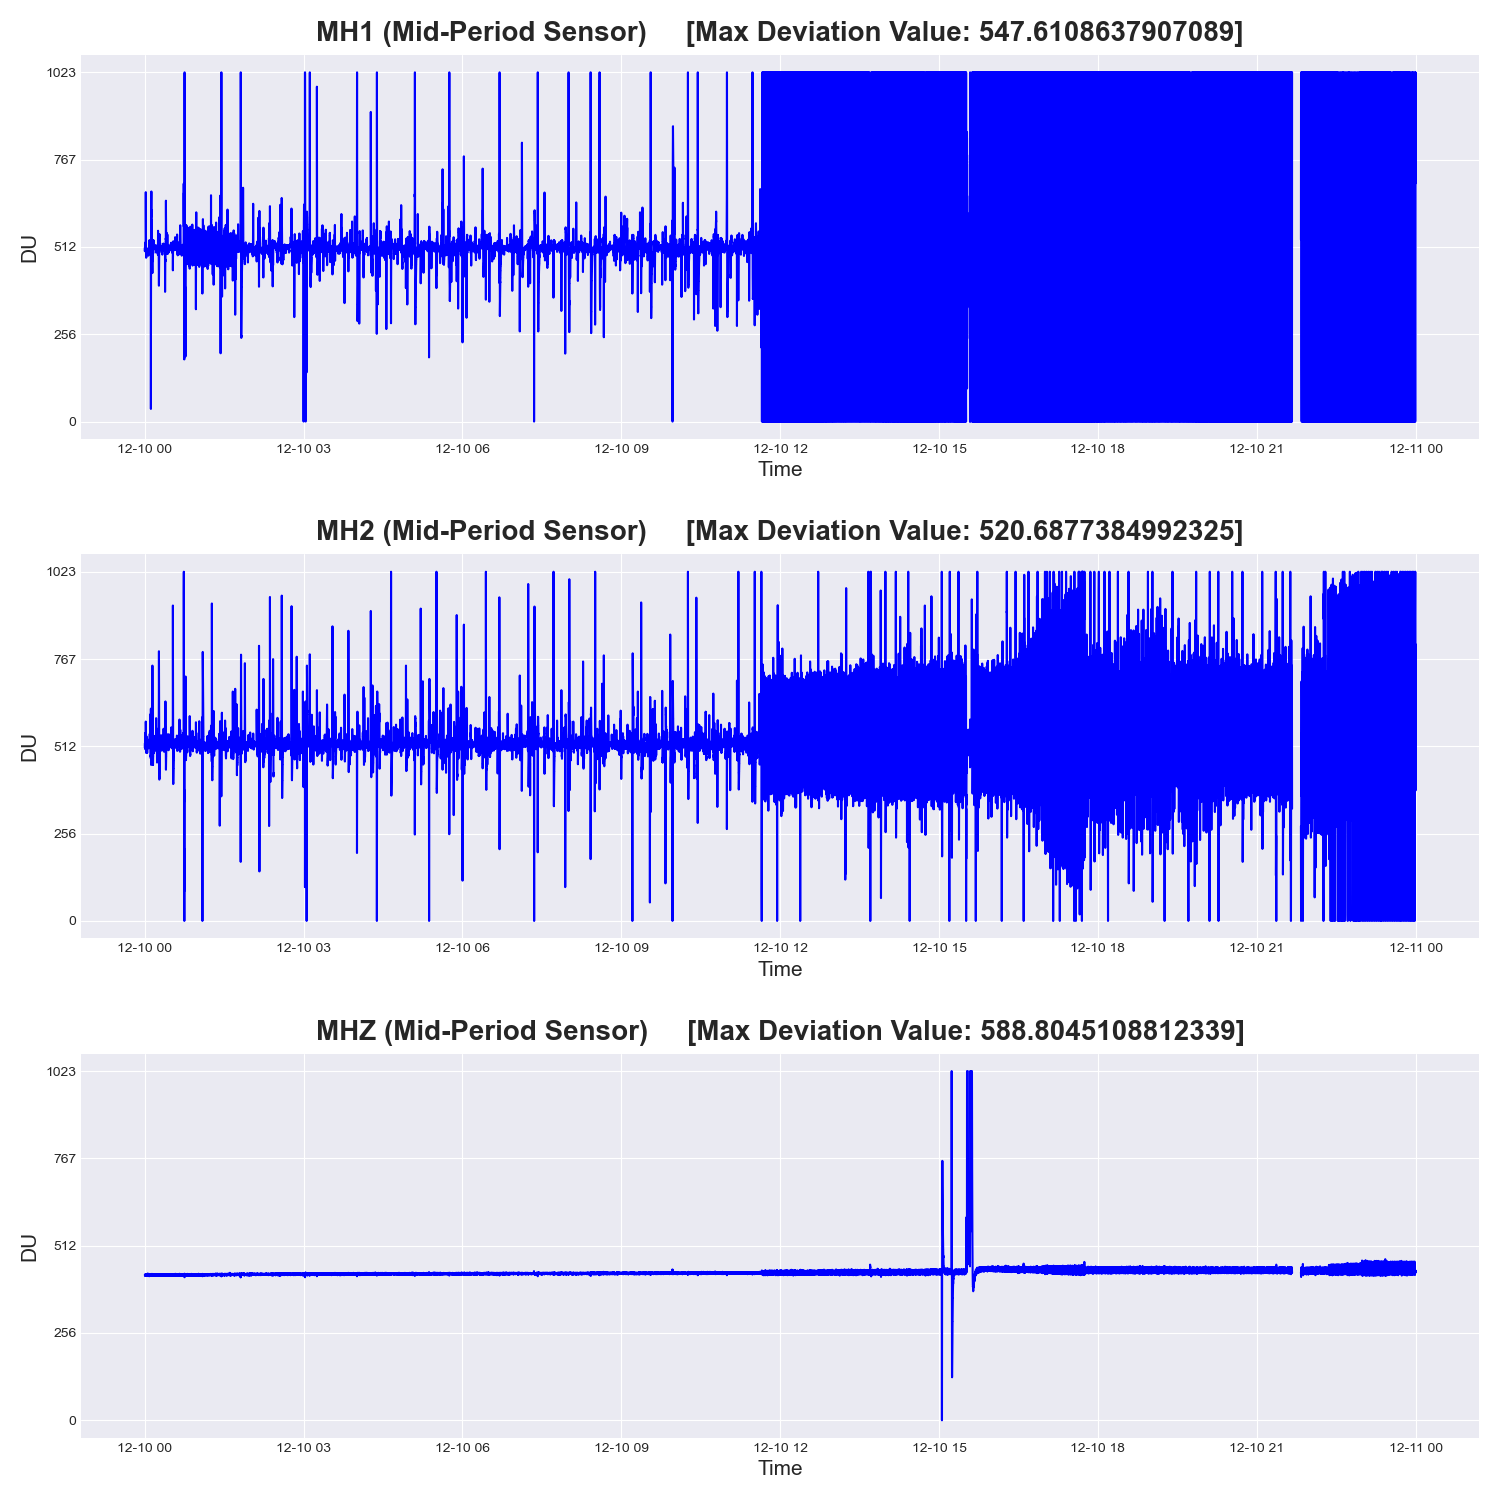 MH1 (Mid-Period Sensor) [Max Deviation Value: 547.6108637907089]
1023
767
512
256
0
DU
12-10 00 12-10 03 12-10 06 12-10 09 12-10 12 12-10 15 12-10 18 12-10 21 12-11 00
Time
MH2 (Mid-Period Sensor) [Max Deviation Value: 520.6877384992325]
1023
767
512
256
0
DU
12-10 00 12-10 03 12-10 06 12-10 09 12-10 12 12-10 15 12-10 18 12-10 21 12-11 00
Time
MHZ (Mid-Period Sensor) [Max Deviation Value: 588.8045108812339]
1023
767
512
256
0
DU
12-10 00 12-10 03 12-10 06 12-10 09 12-10 12 12-10 15 12-10 18 12-10 21 12-11 00
Time